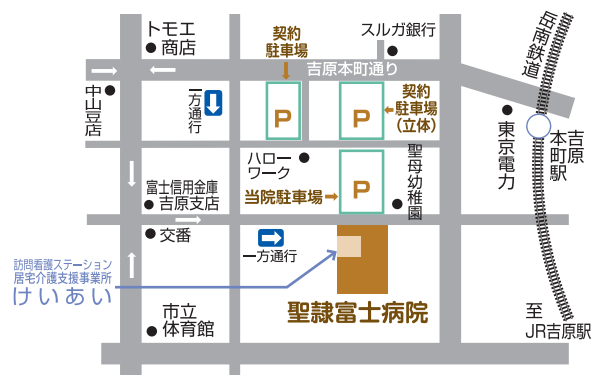 トモエ
商店
契約
駐車場
スルガ銀行
岳南鉄道
吉原本町通り
中山豆店
一方通行
P
P
契約
駐車場
（立体）
東京電力
吉原
本町駅
ハロー
ワーク
聖母幼稚園
P
富士信用金庫
吉原支店
当院駐車場
交番
一方通行
訪問看護ステーション
居宅介護支援事業所
けいあい
聖隷富士病院
市立
体育館
至
JR吉原駅